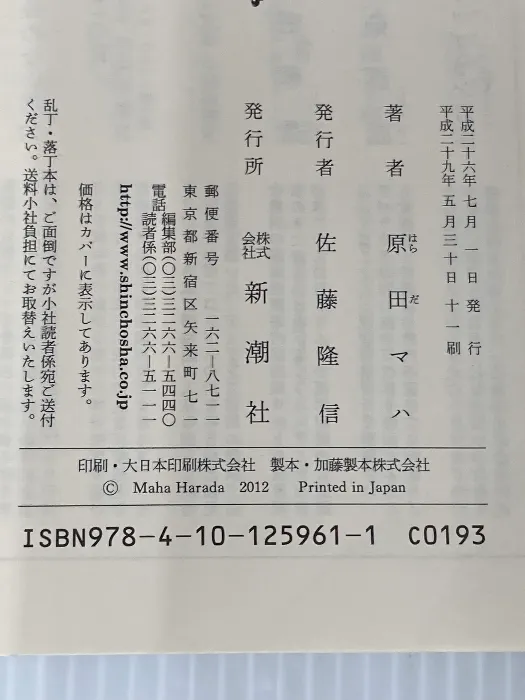 平成二十六年七月一日発行
平成二十九年五月三十日十一刷
著者 原田マハ
はらだ
発行者 佐藤隆信
発行所 株式会社 新潮社
郵便番号 一六二―八七一一
東京都新宿区矢来町七一
電話 編集部(〇三)三二六六―五四四〇
読者係(〇三)三二六六―五一一一
http://www.shinchosha.co.jp
価格はカバーに表示してあります。
乱丁・落丁本は、ご面倒ですが小社読者係宛ご送付
ください。送料小社負担にてお取替えいたします。
印刷・大日本印刷株式会社 製本・加藤製本株式会社
© Maha Harada 2012 Printed in Japan
ISBN978-4-10-125961-1 C0193